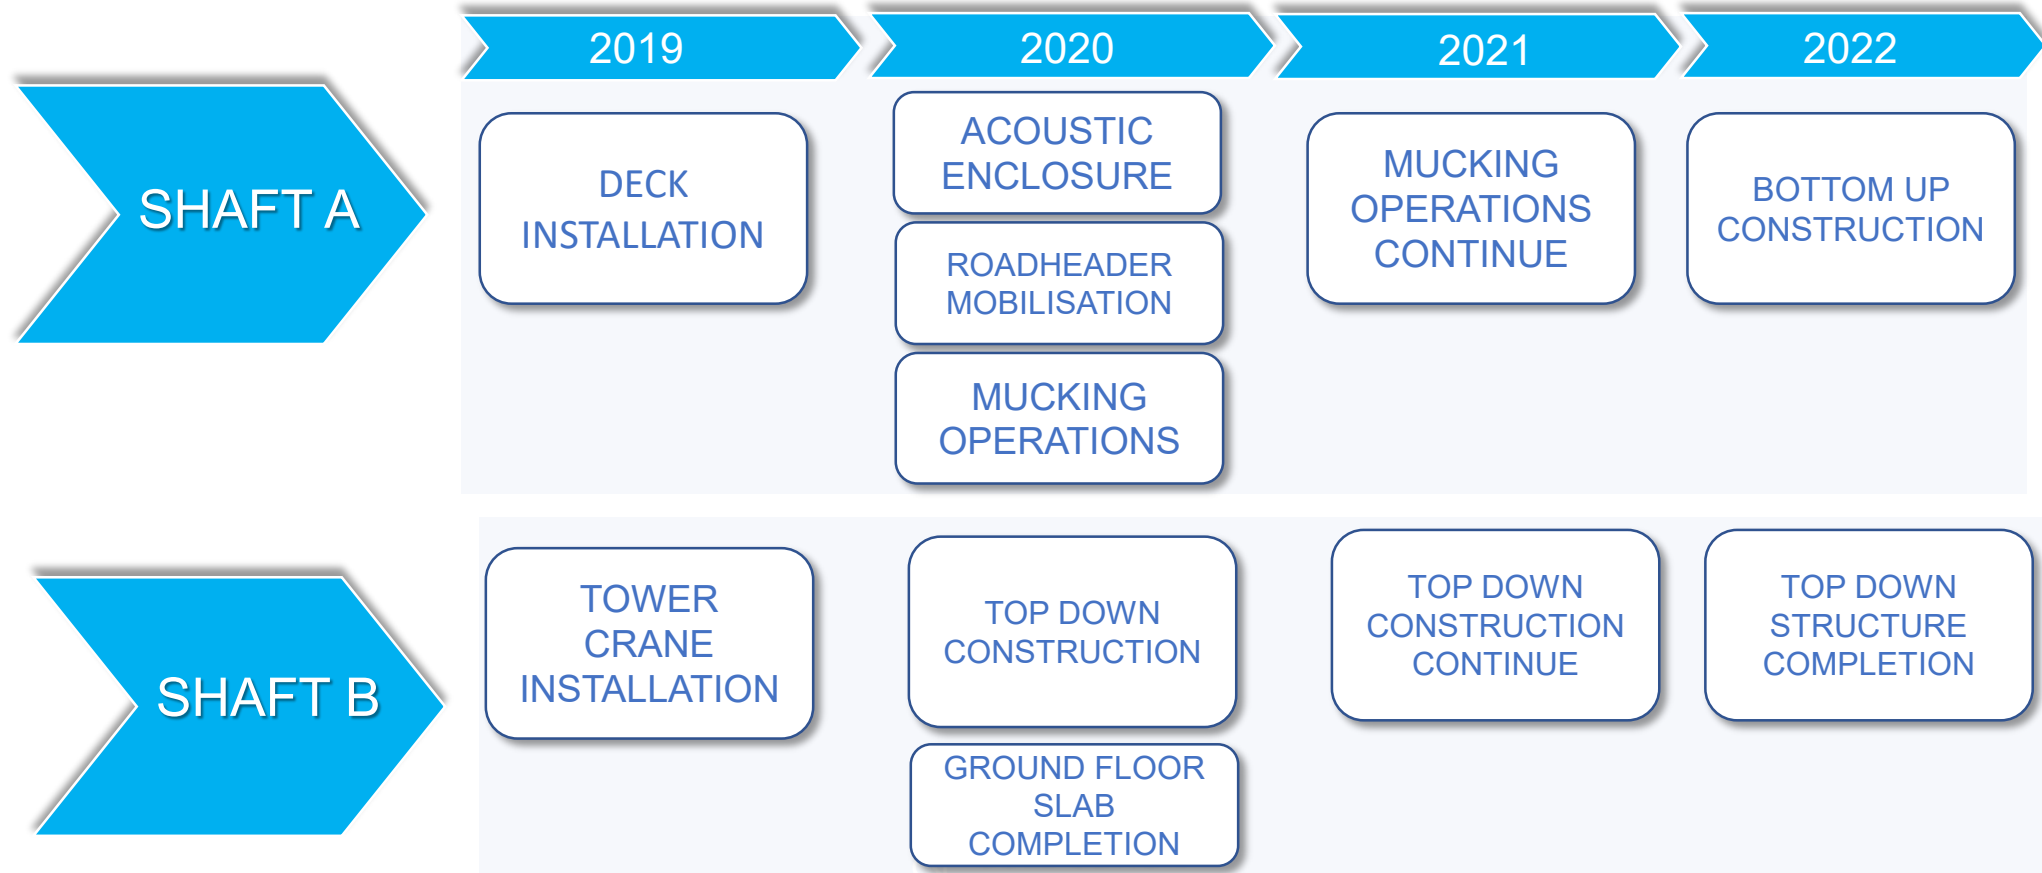 2019
2020
2021
2022
SHAFT A
DECK
INSTALLATION
ACOUSTIC
ENCLOSURE
ROADHEADER
MOBILISATION
MUCKING
OPERATIONS
MUCKING
OPERATIONS
CONTINUE
BOTTOM UP
CONSTRUCTION
SHAFT B
TOWER
CRANE
INSTALLATION
TOP DOWN
CONSTRUCTION
GROUND FLOOR
SLAB
COMPLETION
TOP DOWN
CONSTRUCTION
CONTINUE
TOP DOWN
STRUCTURE
COMPLETION